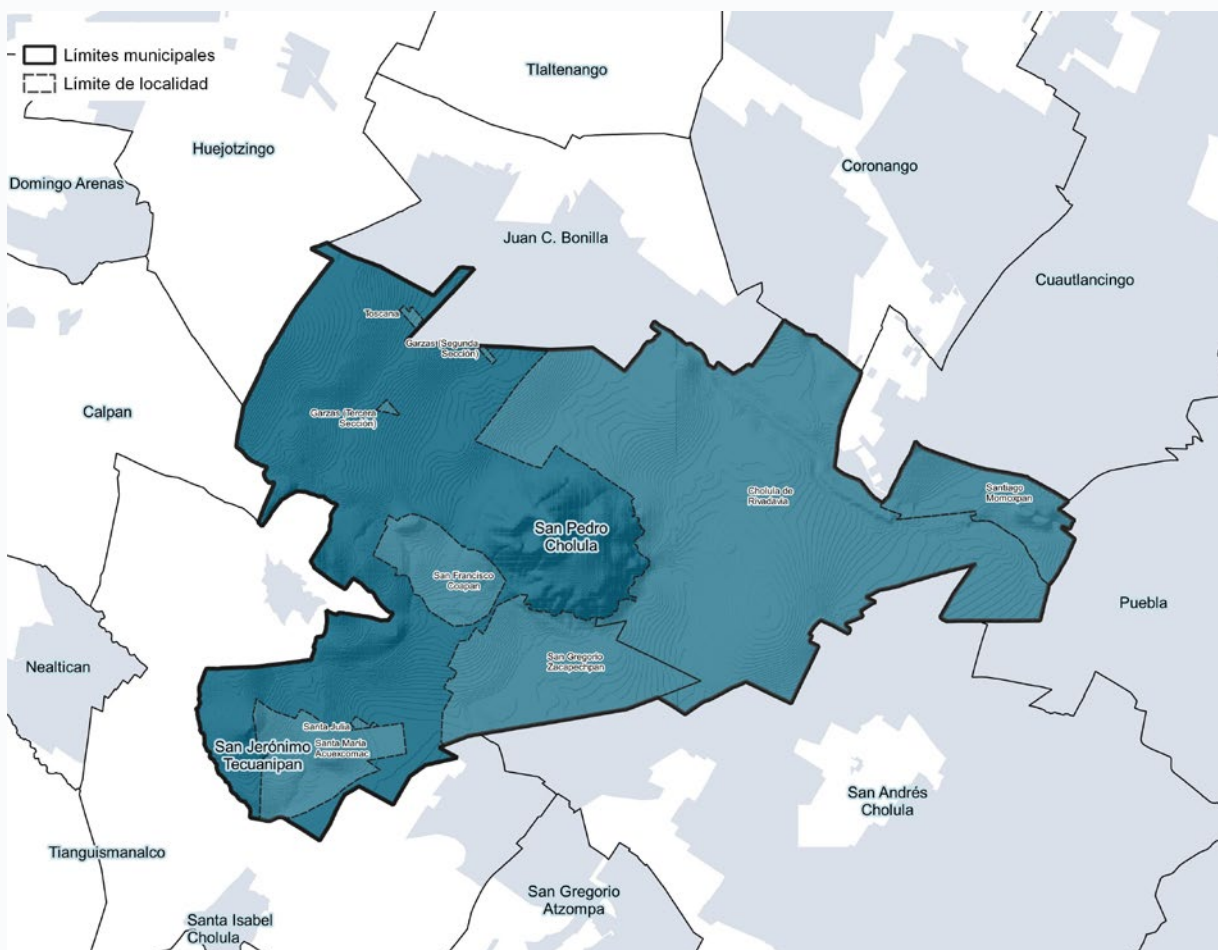 Límites municipales
Límite de localidad
Tlaltenango
Huejotzingo
Coronango
Domingo Arenas
Juan C. Bonilla
Cuautlancingo
Toscana
Garzas (Segunda
Sección)
Calpan
Garzas (Tercera
Sección)
Cholula de
Rivadavia
Santiago
Momoxpan
San Pedro
Cholula
San Francisco
Coapan
Puebla
Nealtican
San Gregorio
Zacapechpan
Santa Julia
San Jerónimo
Tecuanipan
Santa María
Acuexcomac
San Andrés
Cholula
Tianguismanalco
San Gregorio
Atzompa
Santa Isabel
Cholula